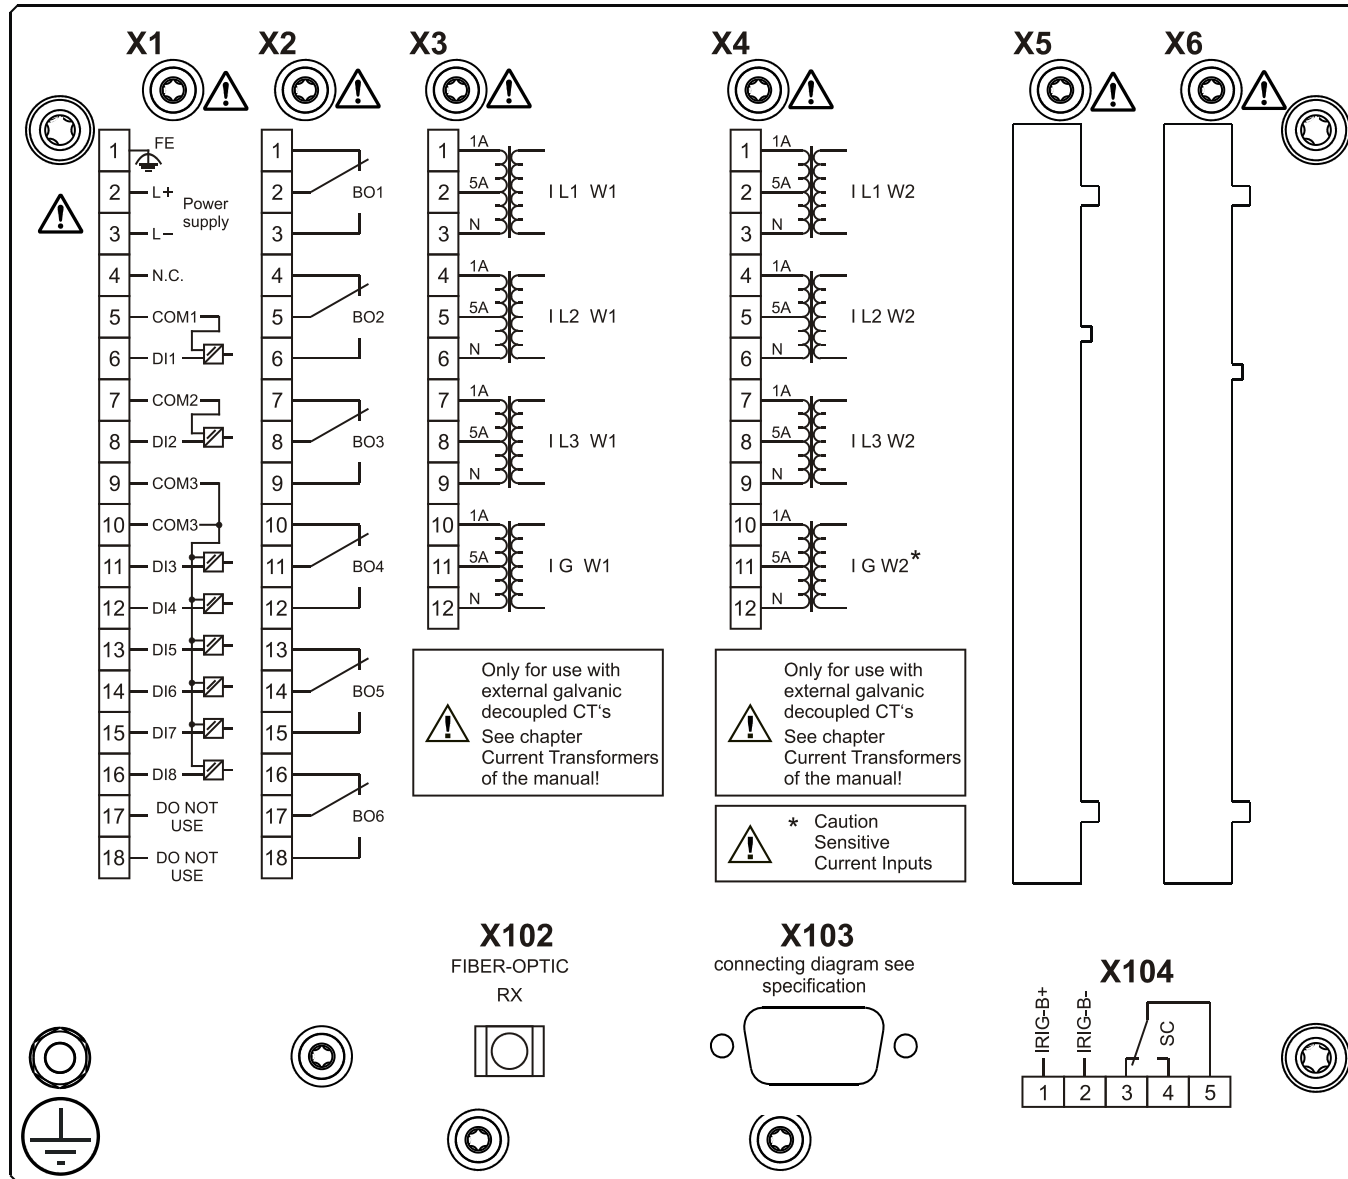 X1
X2
X3
X4
X5
X6
1 FE
2 L+ Power
supply
3 L–
4 N.C.
5 COM1
6 DI1
7 COM2
8 DI2
9 COM3
10 COM3
11 DI3
12 DI4
13 DI5
14 DI6
15 DI7
16 DI8
17 DO NOT
USE
18 DO NOT
USE
1
2 BO1
3
4
5 BO2
6
7
8 BO3
9
10
11 BO4
12
13
14 BO5
15
16
17 BO6
18
1 1A
2 5A I L1 W1
3 N
4 1A
5 5A I L2 W1
6 N
7 1A
8 5A I L3 W1
9 N
10 1A
11 5A I G W1
12 N
Only for use with
external galvanic
decoupled CT's
See chapter
Current Transformers
of the manual!
1 1A
2 5A I L1 W2
3 N
4 1A
5 5A I L2 W2
6 N
7 1A
8 5A I L3 W2
9 N
10 1A
11 5A I G W2*
12 N
Only for use with
external galvanic
decoupled CT's
See chapter
Current Transformers
of the manual!
* Caution
Sensitive
Current Inputs
X102
FIBER-OPTIC
RX
X103
connecting diagram see
specification
X104
IRIG-B+
IRIG-B-
SC
1 2 3 4 5